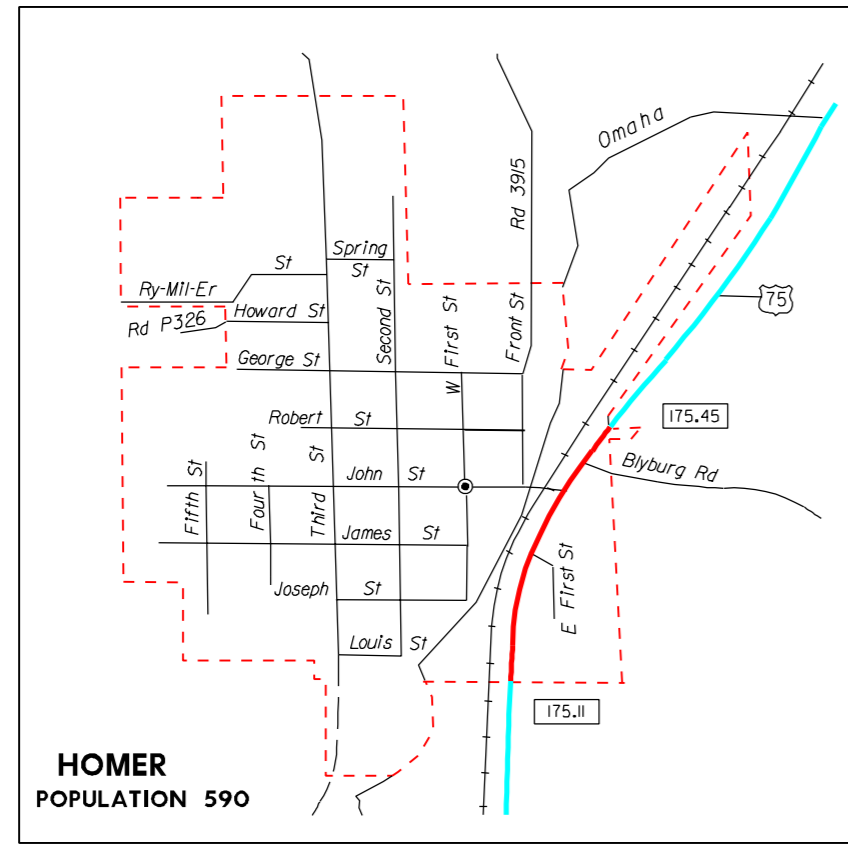 Omaha
Rd 3915
75
Spring
St
St
Ry-Mil-Er
Second St
W First St
Front St
Howard St
Rd P326
George St
175.45
Robert St
Blyburg Rd
Fifth St
Fourth St
Third St
John St
James St
E First St
Joseph St
Louis St
175.11
HOMER
POPULATION 590